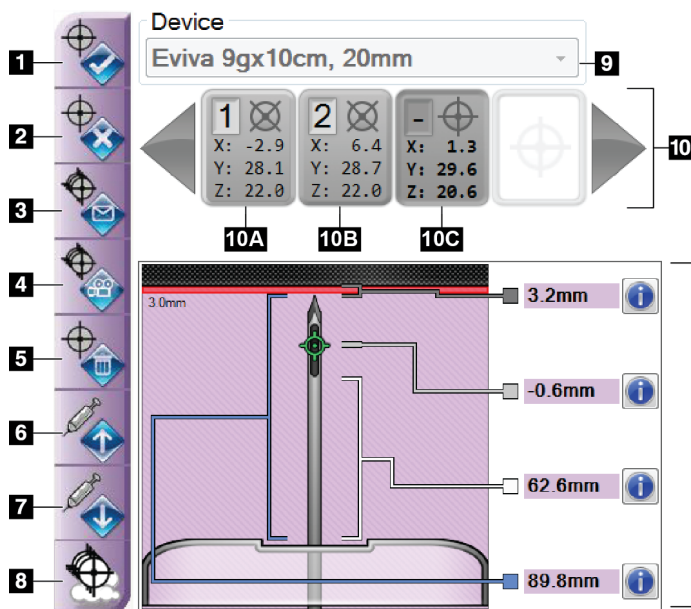 Device
1
Eviva 9gx10cm, 20mm
9
2
1
X: -2.9
Y: 28.1
Z: 22.0
2
X: 6.4
Y: 28.7
Z: 22.0
-
X: 1.3
Y: 29.6
Z: 20.6
10
3
10A
10B
10C
4
3.0mm
3.2mm
5
-0.6mm
6
62.6mm
7
8
89.8mm